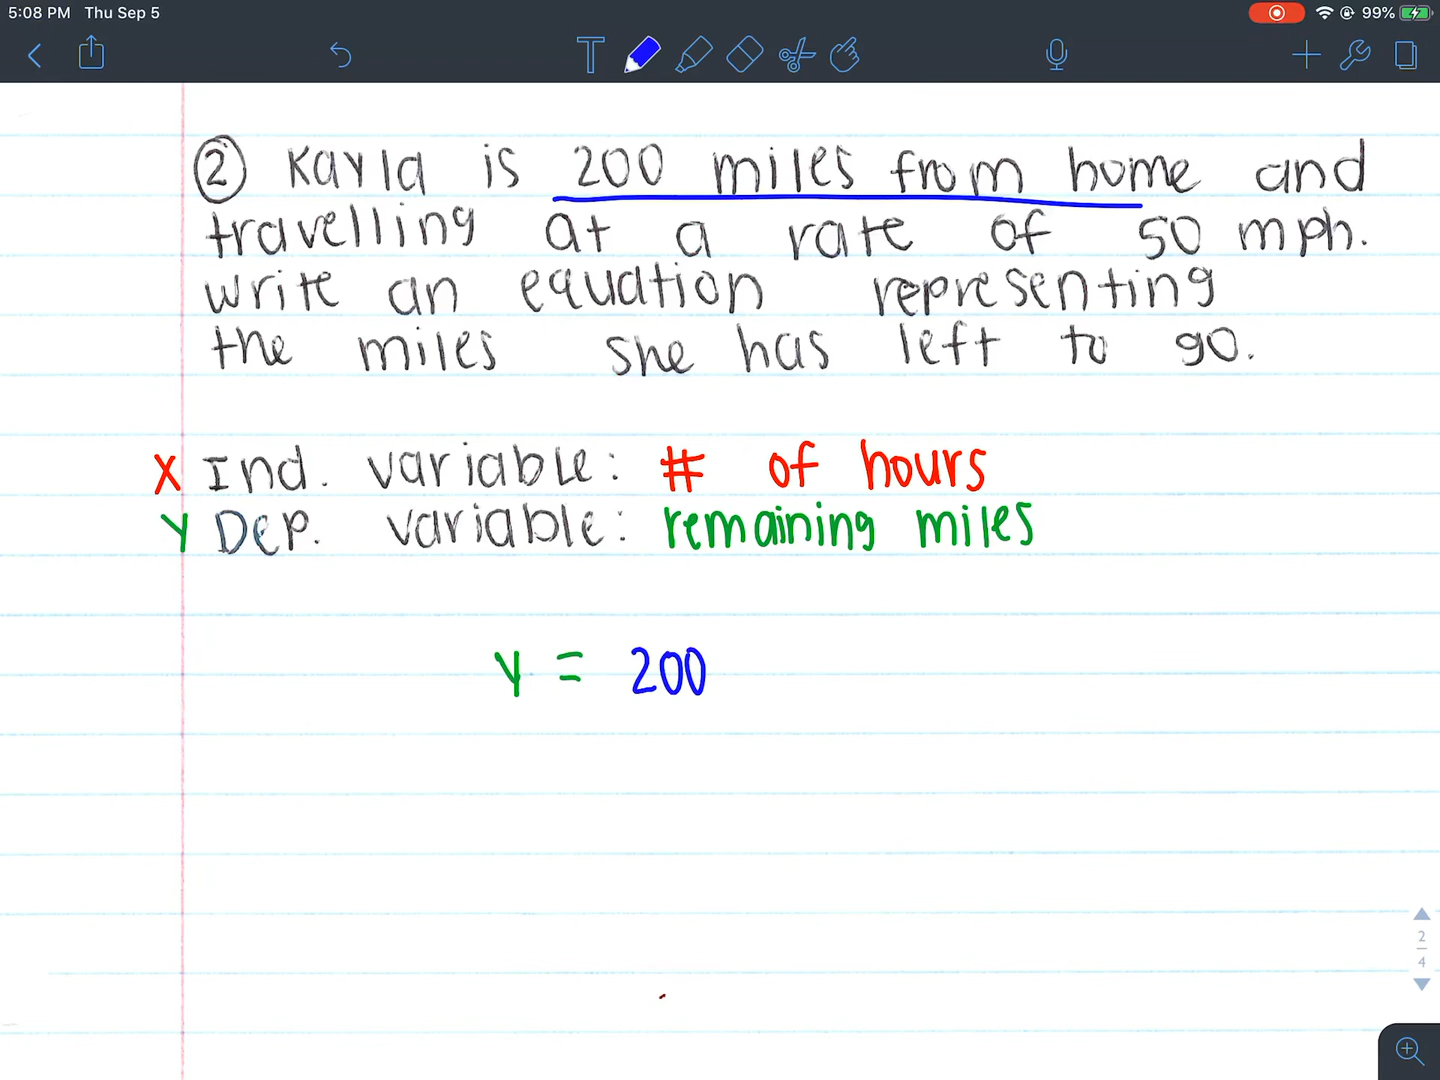 5:08 PM Thu Sep 5
99%
T
② Kayla is 200 miles from home and
travelling at a rate of 50 mph.
write an equation representing
the miles she has left to go.
X Ind. variable: # of hours
Y Dep. variable: remaining miles
y = 200
2
4